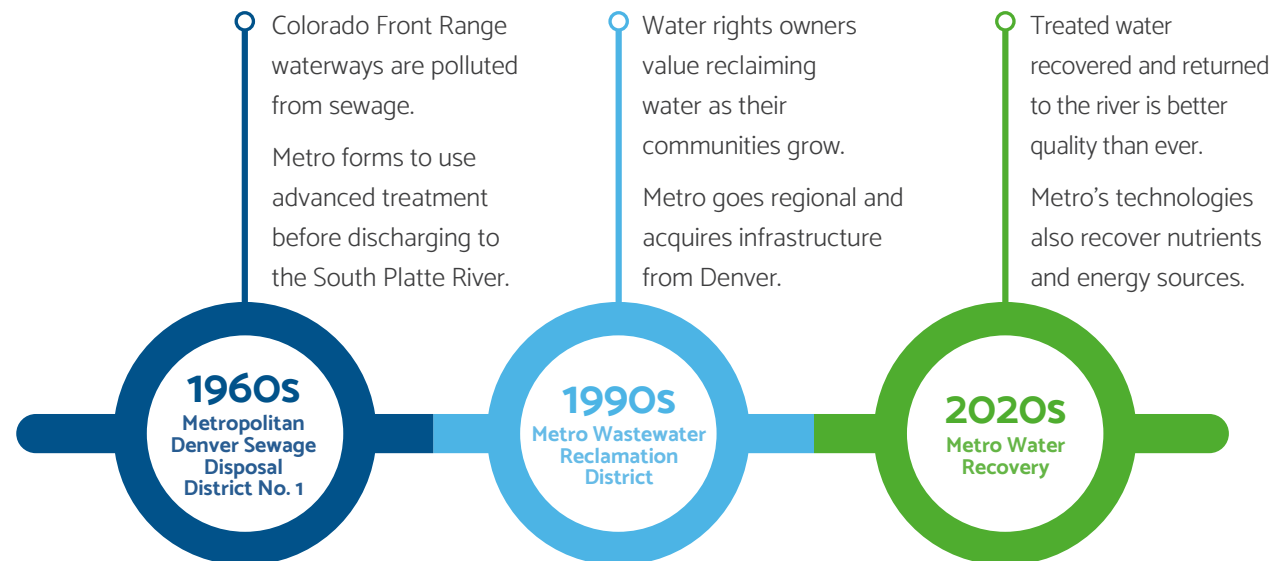 Colorado Front Range
waterways are polluted
from sewage.
Metro forms to use
advanced treatment
before discharging to
the South Platte River.
1960s
Metropolitan
Denver Sewage
Disposal
District No. 1
Water rights owners
value reclaiming
water as their
communities grow.
Metro goes regional and
acquires infrastructure
from Denver.
1990s
Metro Wastewater
Reclamation
District
Treated water
recovered and returned
to the river is better
quality than ever.
Metro’s technologies
also recover nutrients
and energy sources.
2020s
Metro Water
Recovery